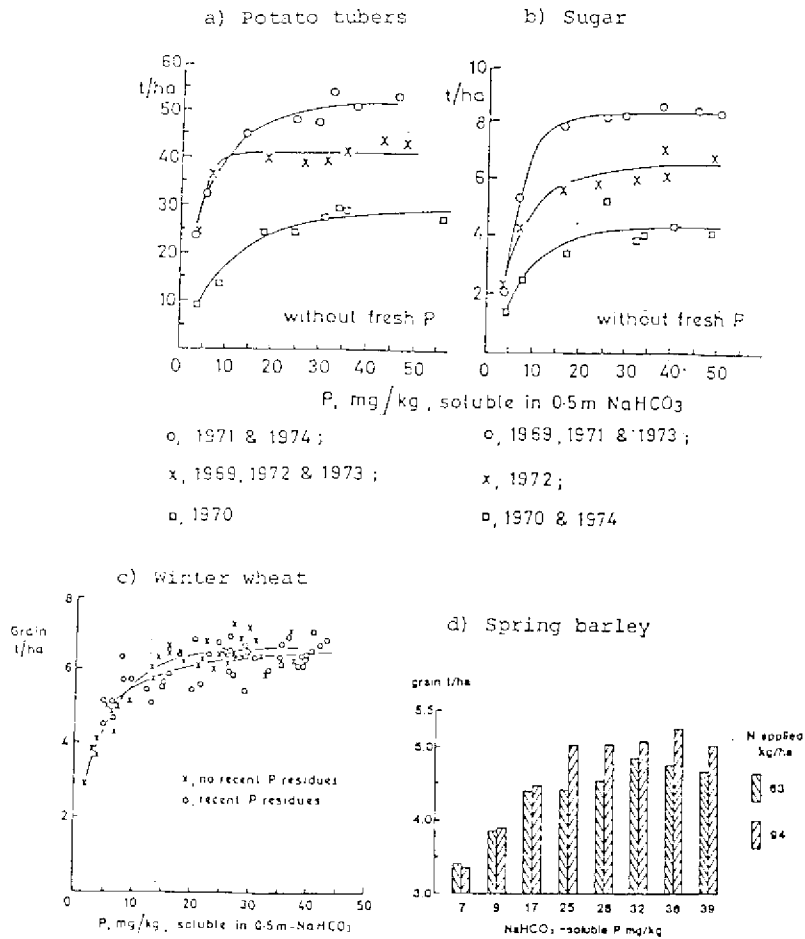 a) Potato tubers
b) Sugar
60
t/ha
50
40
30
20
10
0
without fresh P
0 10 20 30 40 50
10
t/ha
8
6
4
2
without fresh P
0 10 20 30 40 50
P, mg/kg, soluble in 0·5m NaHCO3
o, 1971 & 1974;
x, 1969, 1972 & 1973;
□, 1970
o, 1969, 1971 & 1973;
x, 1972;
□, 1970 & 1974
c) Winter wheat
Grain
t/ha
8
6
4
2
x, no recent P residues
o, recent P residues
0 10 20 30 40 50
P, mg/kg, soluble in 0·5m-NaHCO3
d) Spring barley
grain t/ha
5.5
5.0
4.5
4.0
3.0
N applied
kg/ha
63
94
7 9 17 25 28 32 36 39
NaHCO3 -soluble P mg/kg